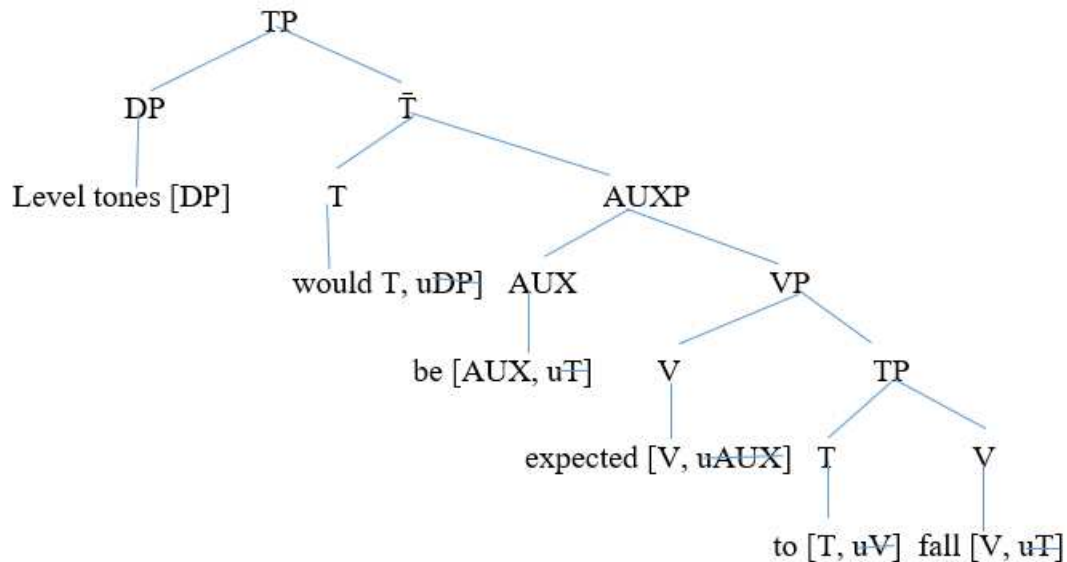 TP
DP T̄
Level tones [DP] T AUXP
would T, uDP] AUX VP
be [AUX, uT] V TP
expected [V, uAUX] T V
to [T, uV] fall [V, uT]